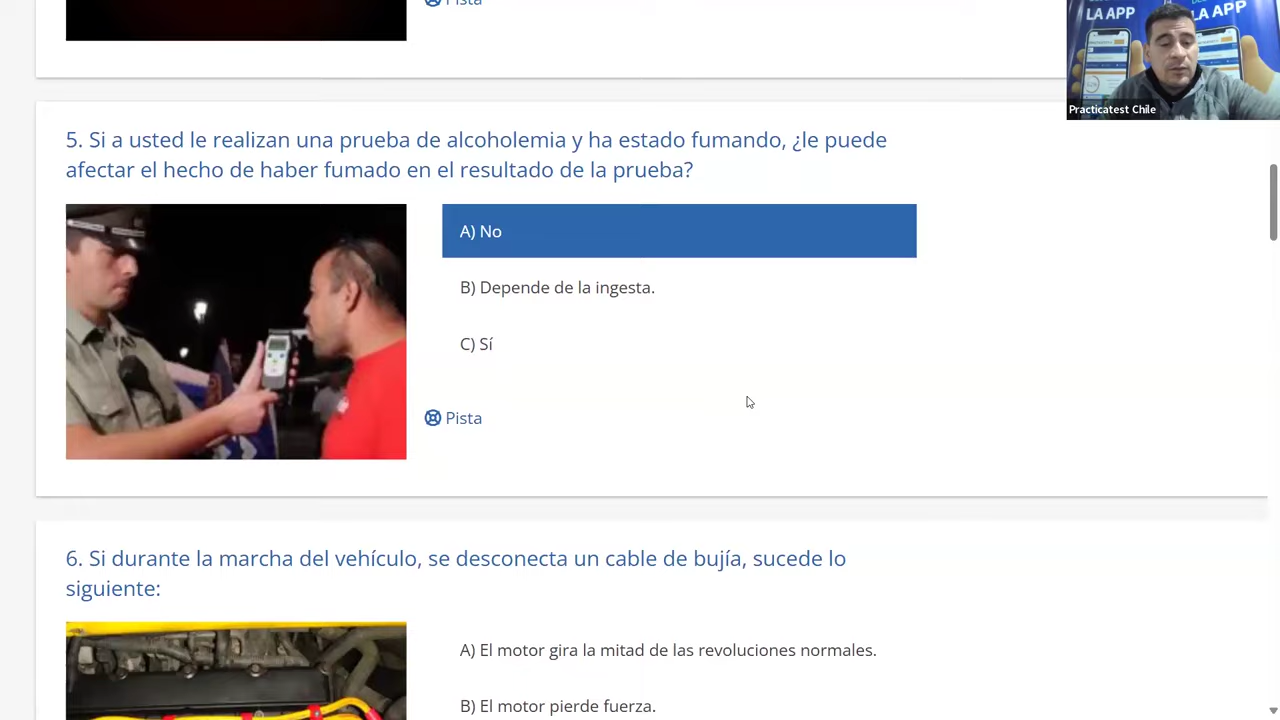 Pista
LA APP
LA APP
Practicatest Chile
5. Si a usted le realizan una prueba de alcoholemia y ha estado fumando, ¿le puede
afectar el hecho de haber fumado en el resultado de la prueba?
A) No
B) Depende de la ingesta.
C) Sí
Pista
6. Si durante la marcha del vehículo, se desconecta un cable de bujía, sucede lo
siguiente:
A) El motor gira la mitad de las revoluciones normales.
B) El motor pierde fuerza.